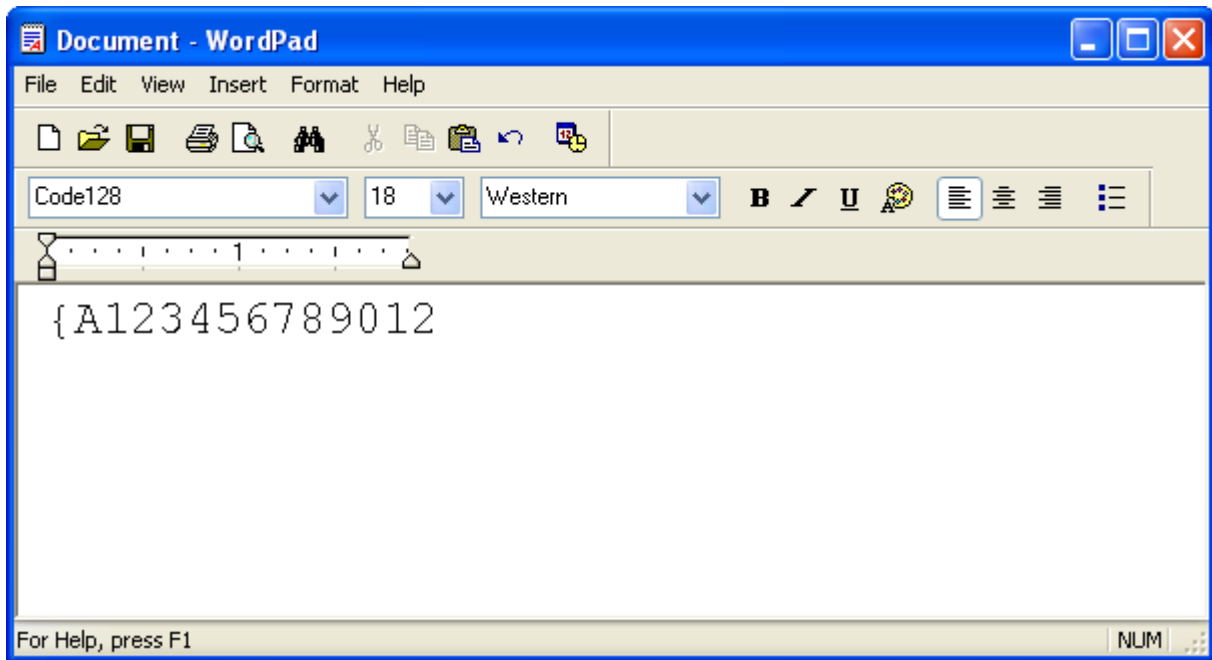 Document - WordPad
File Edit View Insert Format Help
Code128 18 Western B U
1
{A123456789012
For Help, press F1 NUM